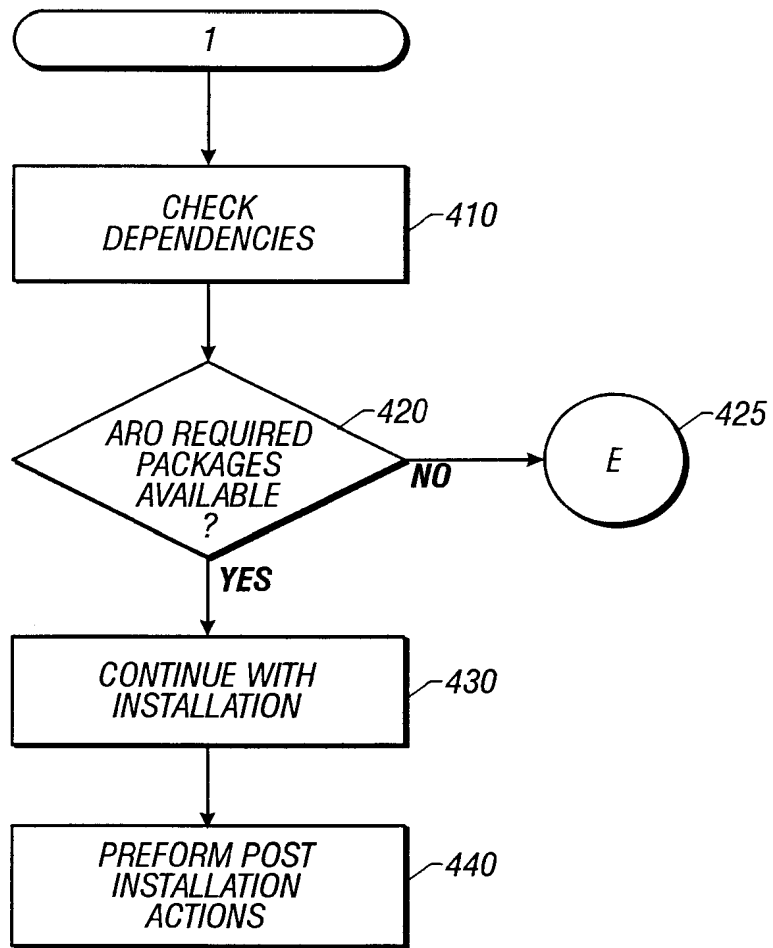 1
CHECK
DEPENDENCIES
410
ARO REQUIRED
PACKAGES
AVAILABLE
?
420
NO
E
425
YES
CONTINUE WITH
INSTALLATION
430
PREFORM POST
INSTALLATION
ACTIONS
440